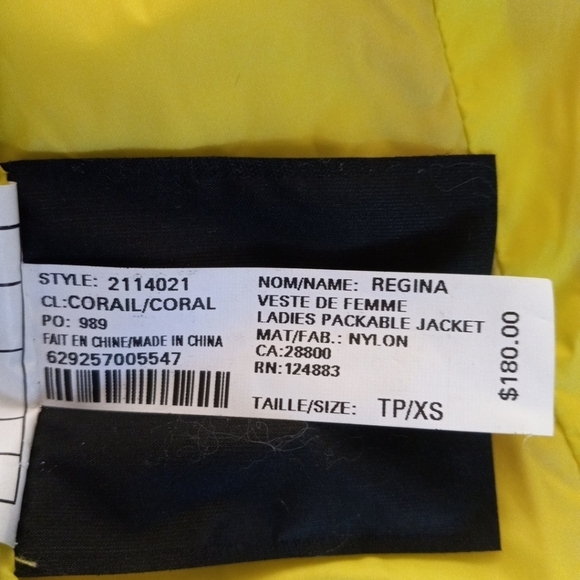 STYLE: 2114021
CL:CORAIL/CORAL
PO: 989
FAIT EN CHINE/MADE IN CHINA
629257005547
NOM/NAME: REGINA
VESTE DE FEMME
LADIES PACKABLE JACKET
MAT/FAB.: NYLON
CA:28800
RN:124883
TAILLE/SIZE: TP/XS
$180.00